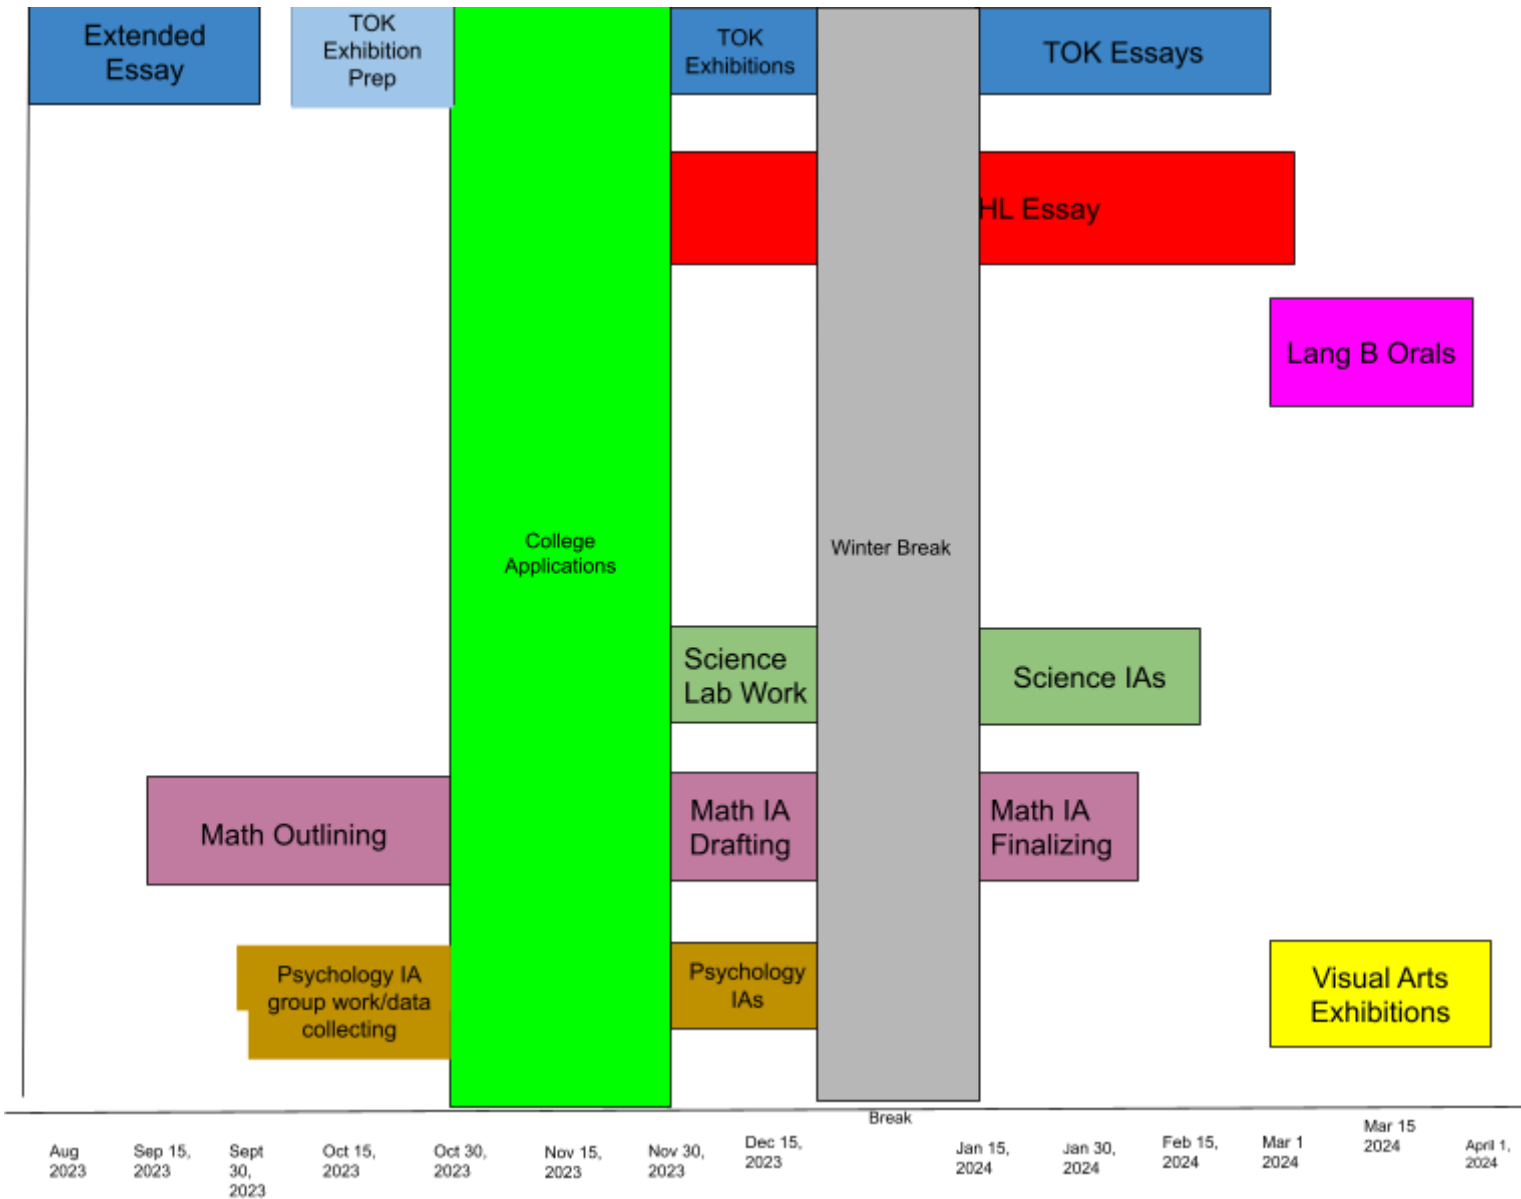 Extended
Essay
TOK
Exhibition
Prep
TOK
Exhibitions
TOK Essays
HL Essay
Lang B Orals
College
Applications
Winter Break
Science
Lab Work
Science IAs
Math Outlining
Math IA
Drafting
Math IA
Finalizing
Psychology IA
group work/data
collecting
Psychology
IAs
Visual Arts
Exhibitions
Break
Aug
2023
Sep 15,
2023
Sept
30,
2023
Oct 15,
2023
Oct 30,
2023
Nov 15,
2023
Nov 30,
2023
Dec 15,
2023
Jan 15,
2024
Jan 30,
2024
Feb 15,
2024
Mar 1
2024
Mar 15
2024
April 1,
2024